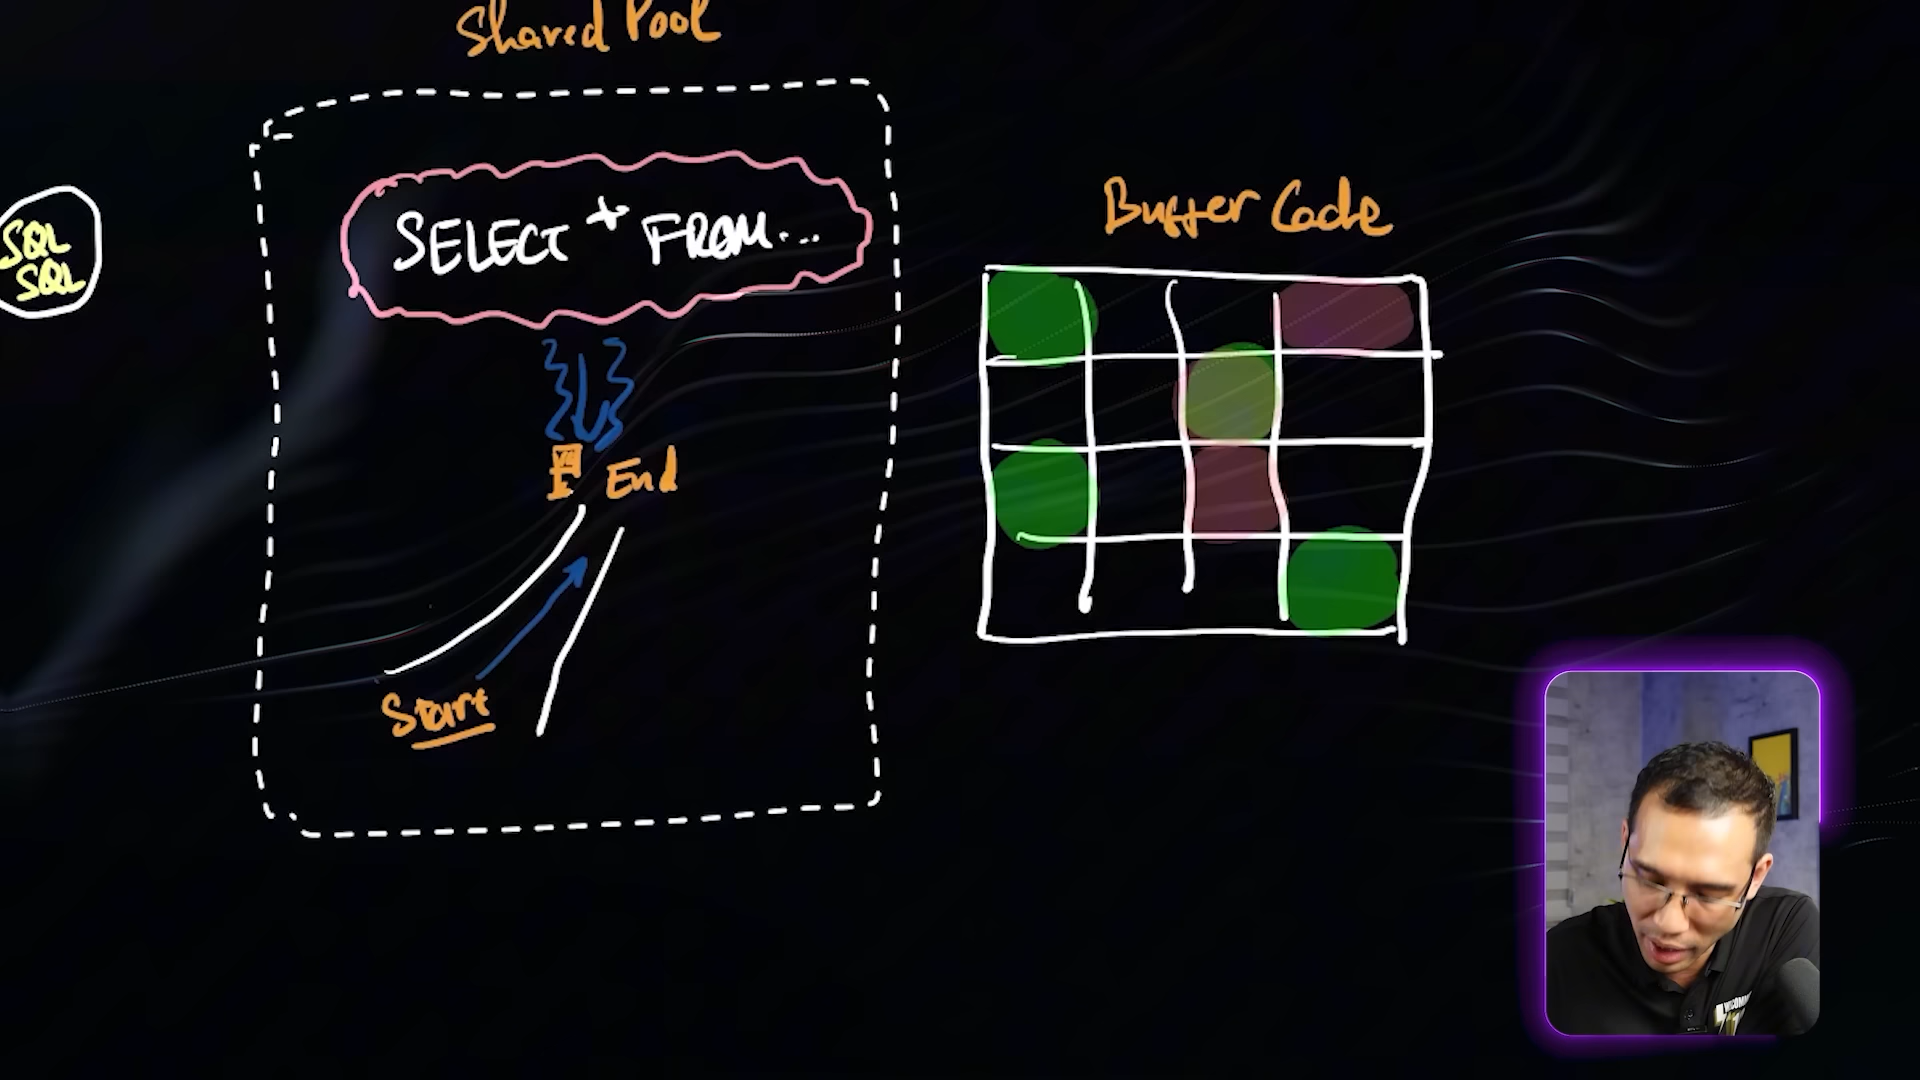 Shared Pool
SQL
SQL
SELECT * FROM...
Buffer Cache
End
Start